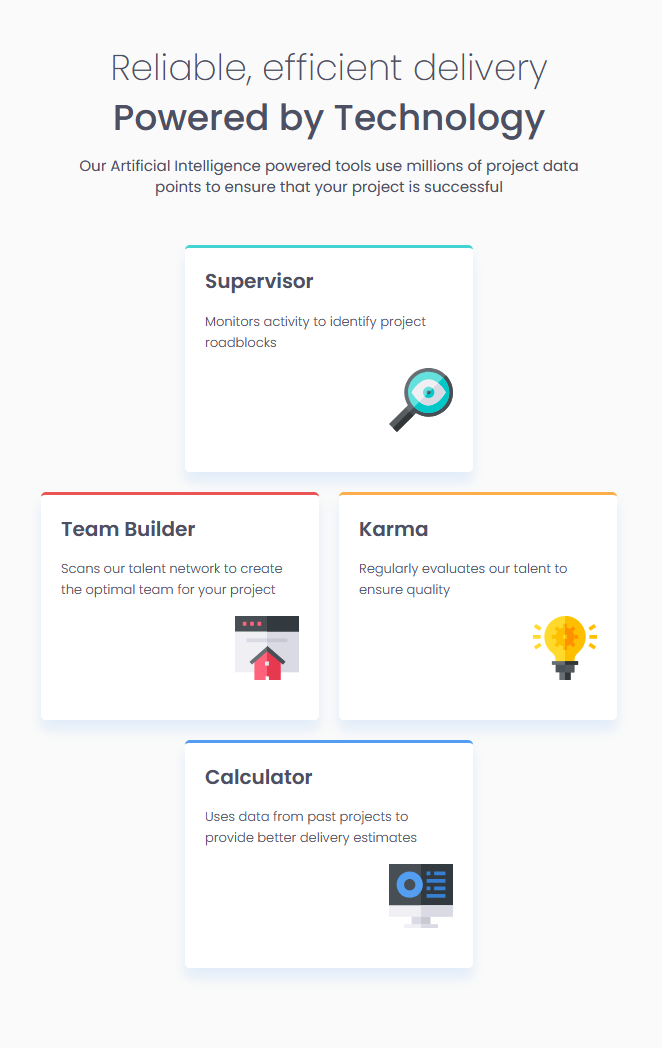 Reliable, efficient delivery
Powered by Technology
Our Artificial Intelligence powered tools use millions of project data
points to ensure that your project is successful
Supervisor
Monitors activity to identify project
roadblocks
Team Builder
Scans our talent network to create
the optimal team for your project
Karma
Regularly evaluates our talent to
ensure quality
Calculator
Uses data from past projects to
provide better delivery estimates